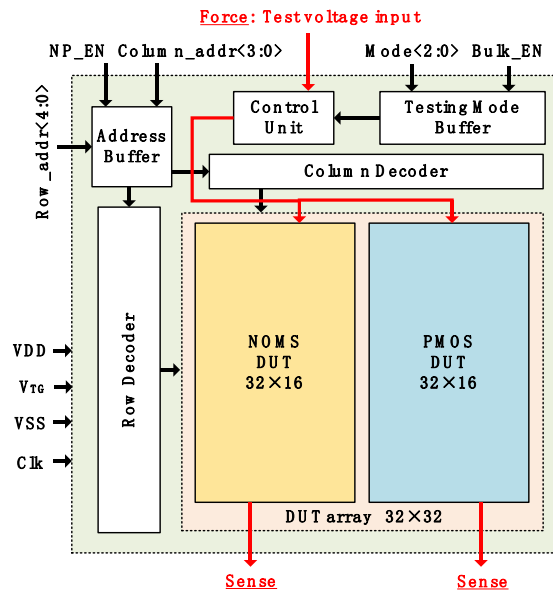 Force: Test voltage input
NP_EN Column_addr<3:0>
Mode<2:0> Bulk_EN
Row_addr<4:0>
Address
Buffer
Control
Unit
Testing Mode
Buffer
Column Decoder
Row Decoder
NOMS
DUT
32×16
PMOS
DUT
32×16
VDD
VTG
VSS
Clk
DUT array 32×32
Sense
Sense